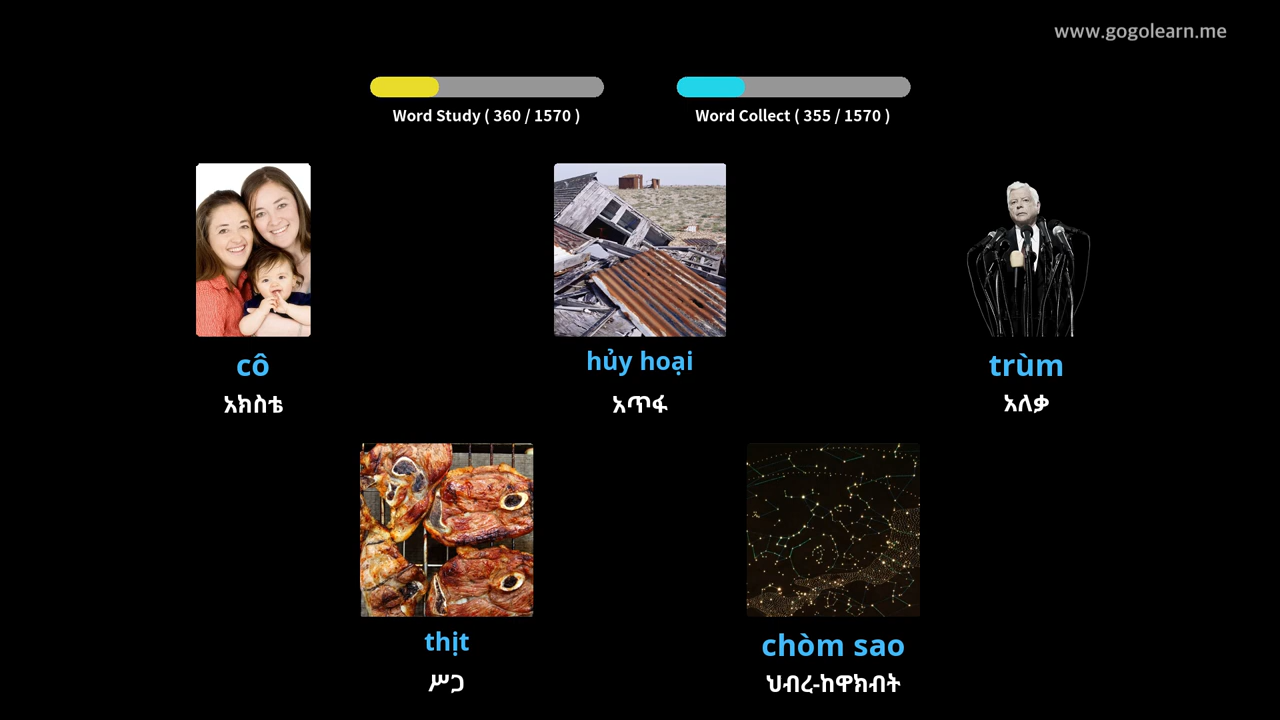 www.gogolearn.me
Word Study ( 360 / 1570 )
Word Collect ( 355 / 1570 )
cô
hủy hoại
trùm
አክስቴ
አጥፋ
አለቃ
thịt
chòm sao
ሥጋ
ህብረ-ከዋክብት